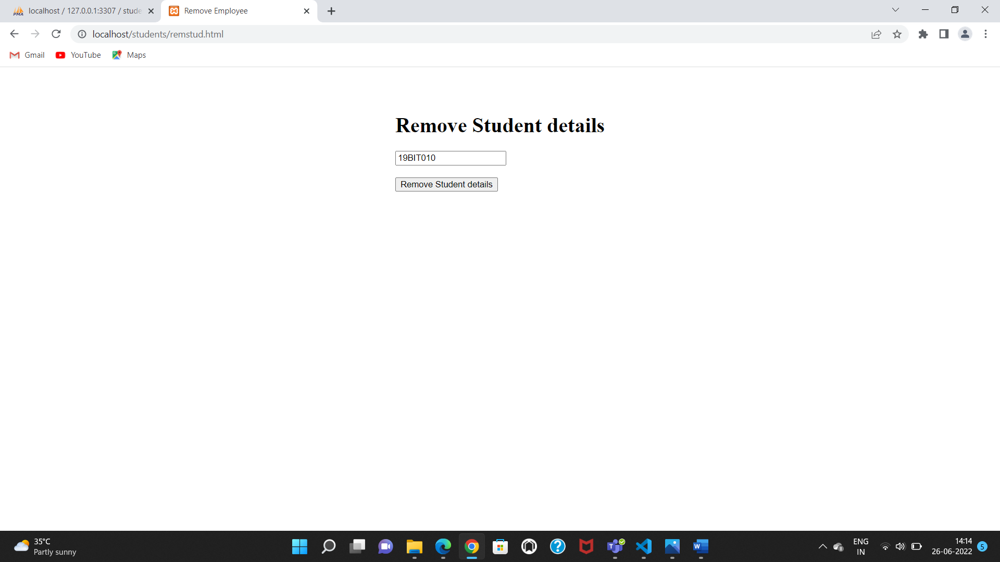 PMA localhost / 127.0.0.1:3307 / stude
Remove Employee
localhost/students/remstud.html
Gmail YouTube Maps
Remove Student details
19BIT010
Remove Student details
35°C
Partly sunny
T
W
ENG
IN
14:14
26-06-2022
5